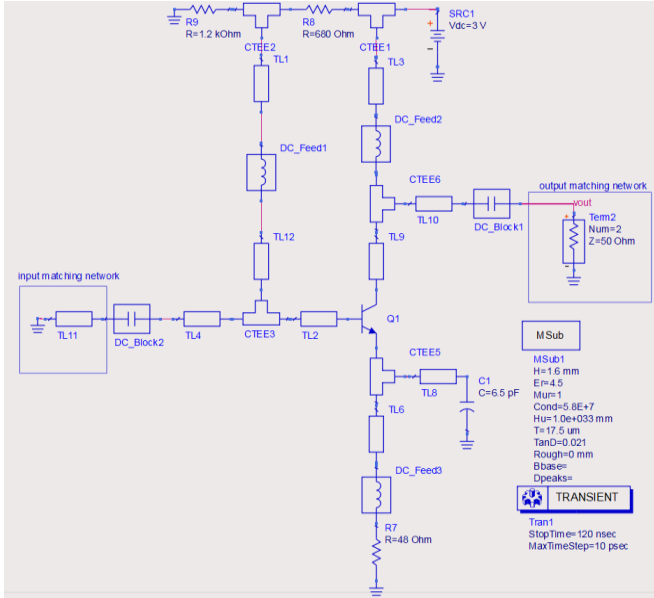 R9
R=1.2 kOhm
CTEE2
TL1
R8
R=680 Ohm
CTEE1
TL3
SRC1
Vdc=3 V
+
-
DC_Feed1
DC_Feed2
CTEE6
TL10
DC_Block1
output matching network
vout
+
Term2
Num=2
Z=50 Ohm
-
TL12
TL9
input matching network
TL11
DC_Block2
TL4
CTEE3
TL2
Q1
CTEE5
TL8
C1
C=6.5 pF
TL6
DC_Feed3
R7
R=48 Ohm
MSub
MSub1
H=1.6 mm
Er=4.5
Mur=1
Cond=5.8E+7
Hu=1.0e+033 mm
T=17.5 um
TanD=0.021
Rough=0 mm
Bbase=
Dpeaks=
TRANSIENT
Tran1
StopTime=120 nsec
MaxTimeStep=10 psec